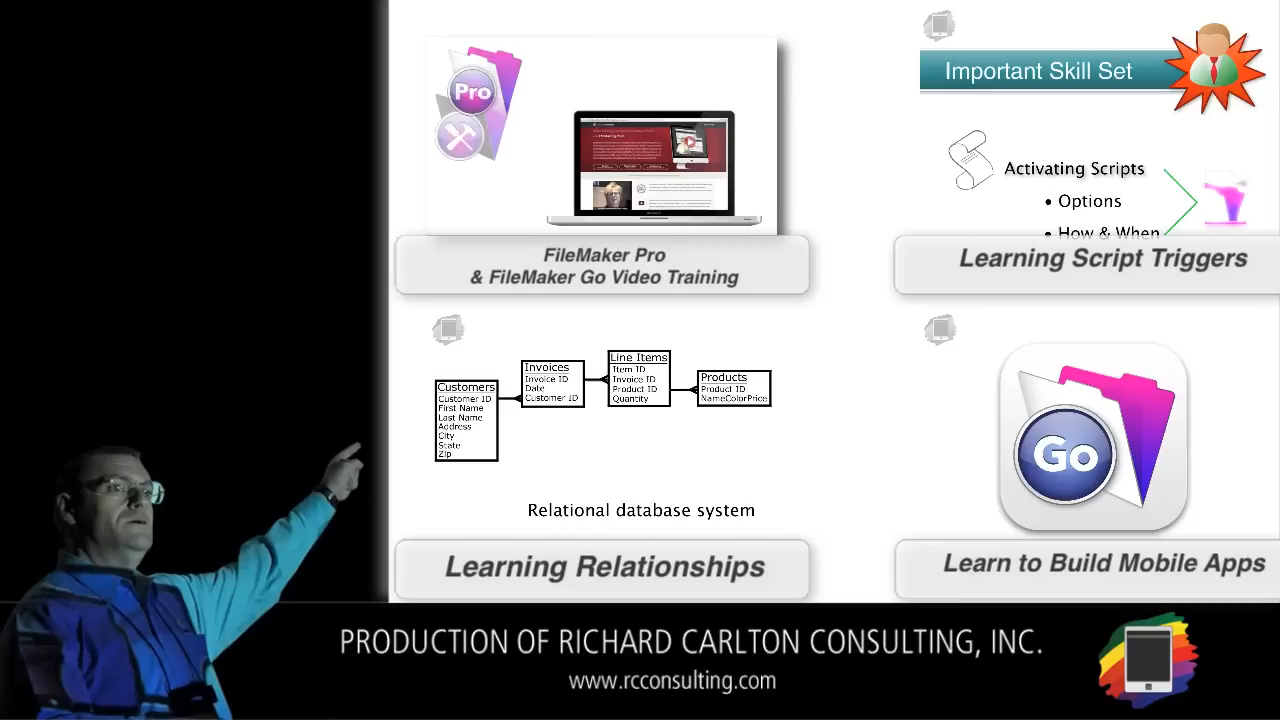 Pro
FileMaker Pro
& FileMaker Go Video Training
Important Skill Set
Activating Scripts
• Options
• How & When
Learning Script Triggers
Customers
Customer ID
First Name
Last Name
Address
City
State
Zip
Invoices
Invoice ID
Date
Customer ID
Line Items
Item ID
Invoice ID
Product ID
Quantity
Products
Product ID
NameColorPrice
Relational database system
Learning Relationships
Go
Learn to Build Mobile Apps
PRODUCTION OF RICHARD CARLTON CONSULTING, INC.
www.rcconsulting.com